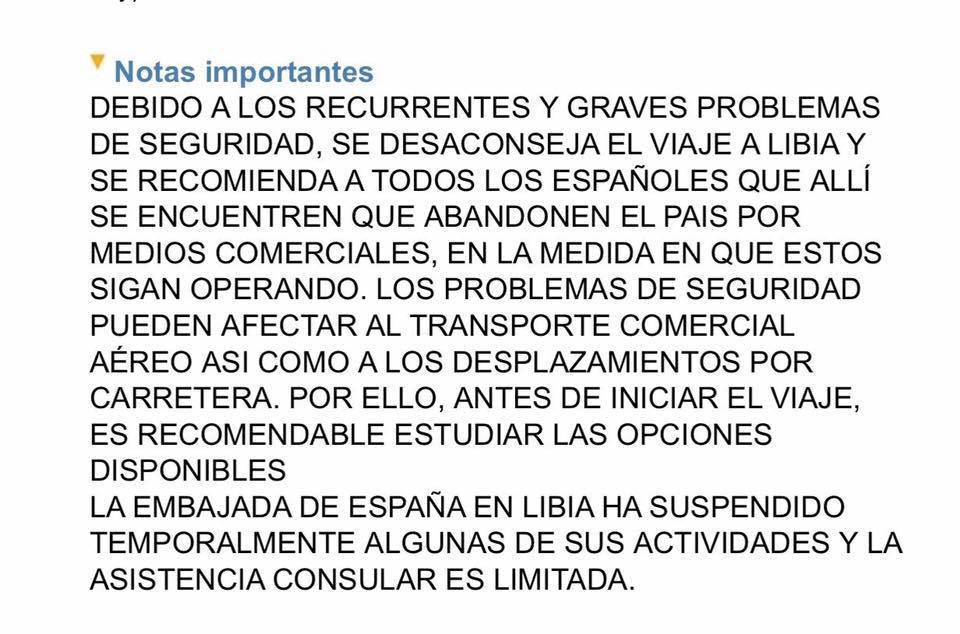 Notas importantes
DEBIDO A LOS RECURRENTES Y GRAVES PROBLEMAS
DE SEGURIDAD, SE DESACONSEJA EL VIAJE A LIBIA Y
SE RECOMIENDA A TODOS LOS ESPAÑOLES QUE ALLÍ
SE ENCUENTREN QUE ABANDONEN EL PAIS POR
MEDIOS COMERCIALES, EN LA MEDIDA EN QUE ESTOS
SIGAN OPERANDO. LOS PROBLEMAS DE SEGURIDAD
PUEDEN AFECTAR AL TRANSPORTE COMERCIAL
AÉREO ASI COMO A LOS DESPLAZAMIENTOS POR
CARRETERA. POR ELLO, ANTES DE INICIAR EL VIAJE,
ES RECOMENDABLE ESTUDIAR LAS OPCIONES
DISPONIBLES
LA EMBAJADA DE ESPAÑA EN LIBIA HA SUSPENDIDO
TEMPORALMENTE ALGUNAS DE SUS ACTIVIDADES Y LA
ASISTENCIA CONSULAR ES LIMITADA.